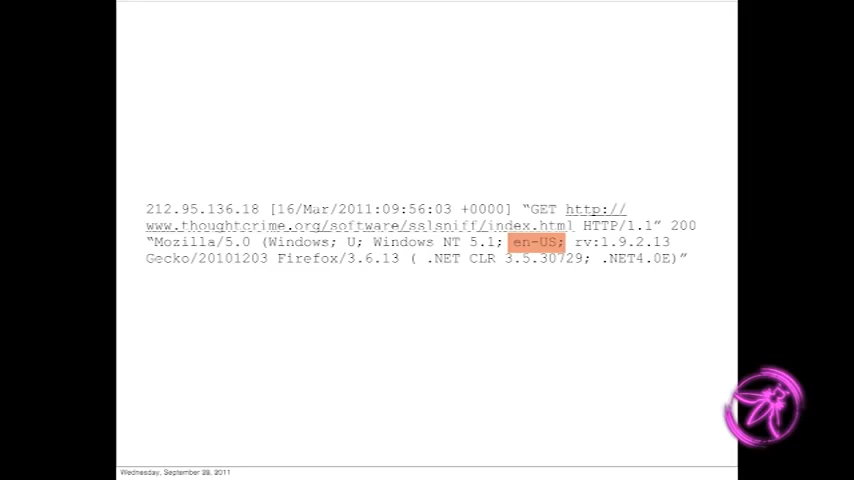 212.95.136.18 [16/Mar/2011:09:56:03 +0000] “GET http://
www.thoughtcrime.org/software/sslsniff/index.html HTTP/1.1” 200
“Mozilla/5.0 (Windows; U; Windows NT 5.1; en-US; rv:1.9.2.13
Gecko/20101203 Firefox/3.6.13 ( .NET CLR 3.5.30729; .NET4.0E)”
Wednesday, September 28, 2011